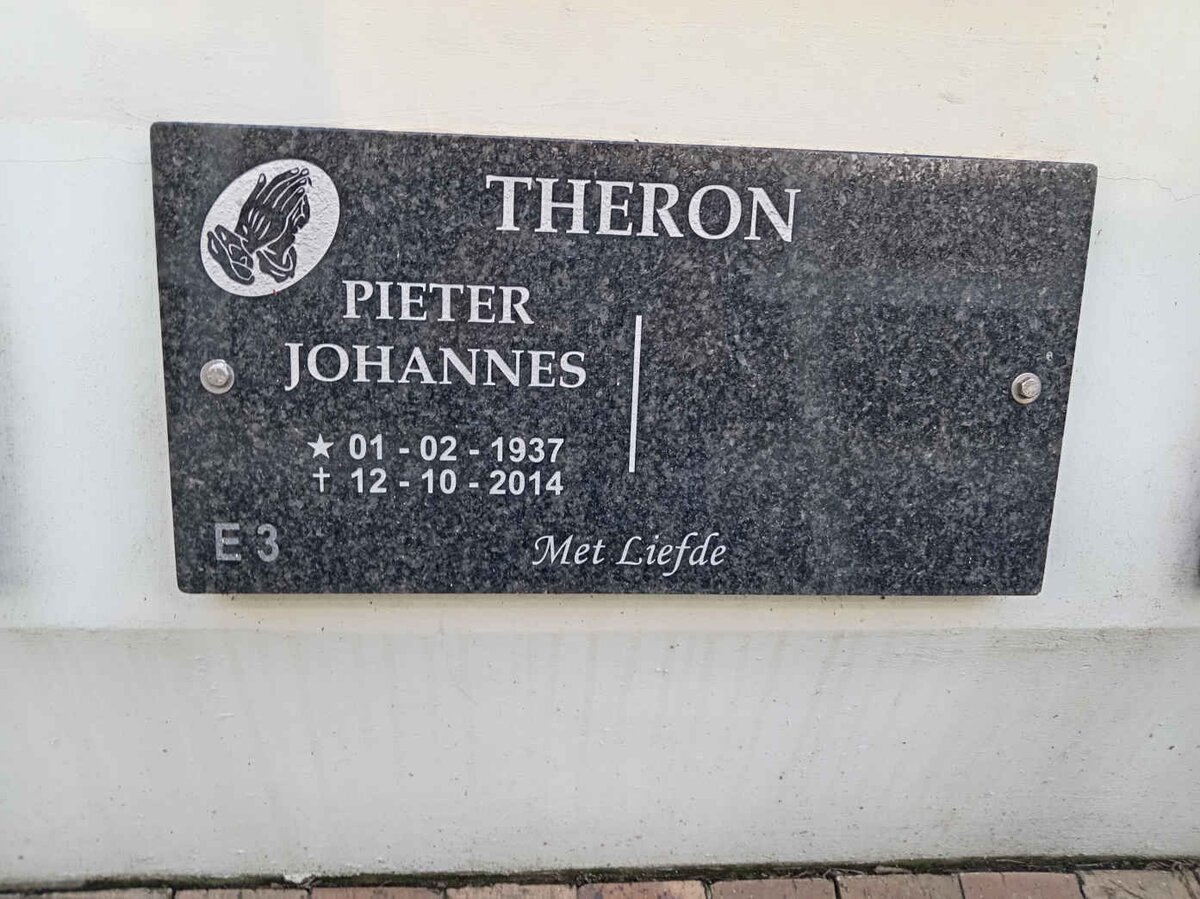 THERON
PIETER
JOHANNES
★ 01 - 02 - 1937
✝ 12 - 10 - 2014
E 3
Met Liefde